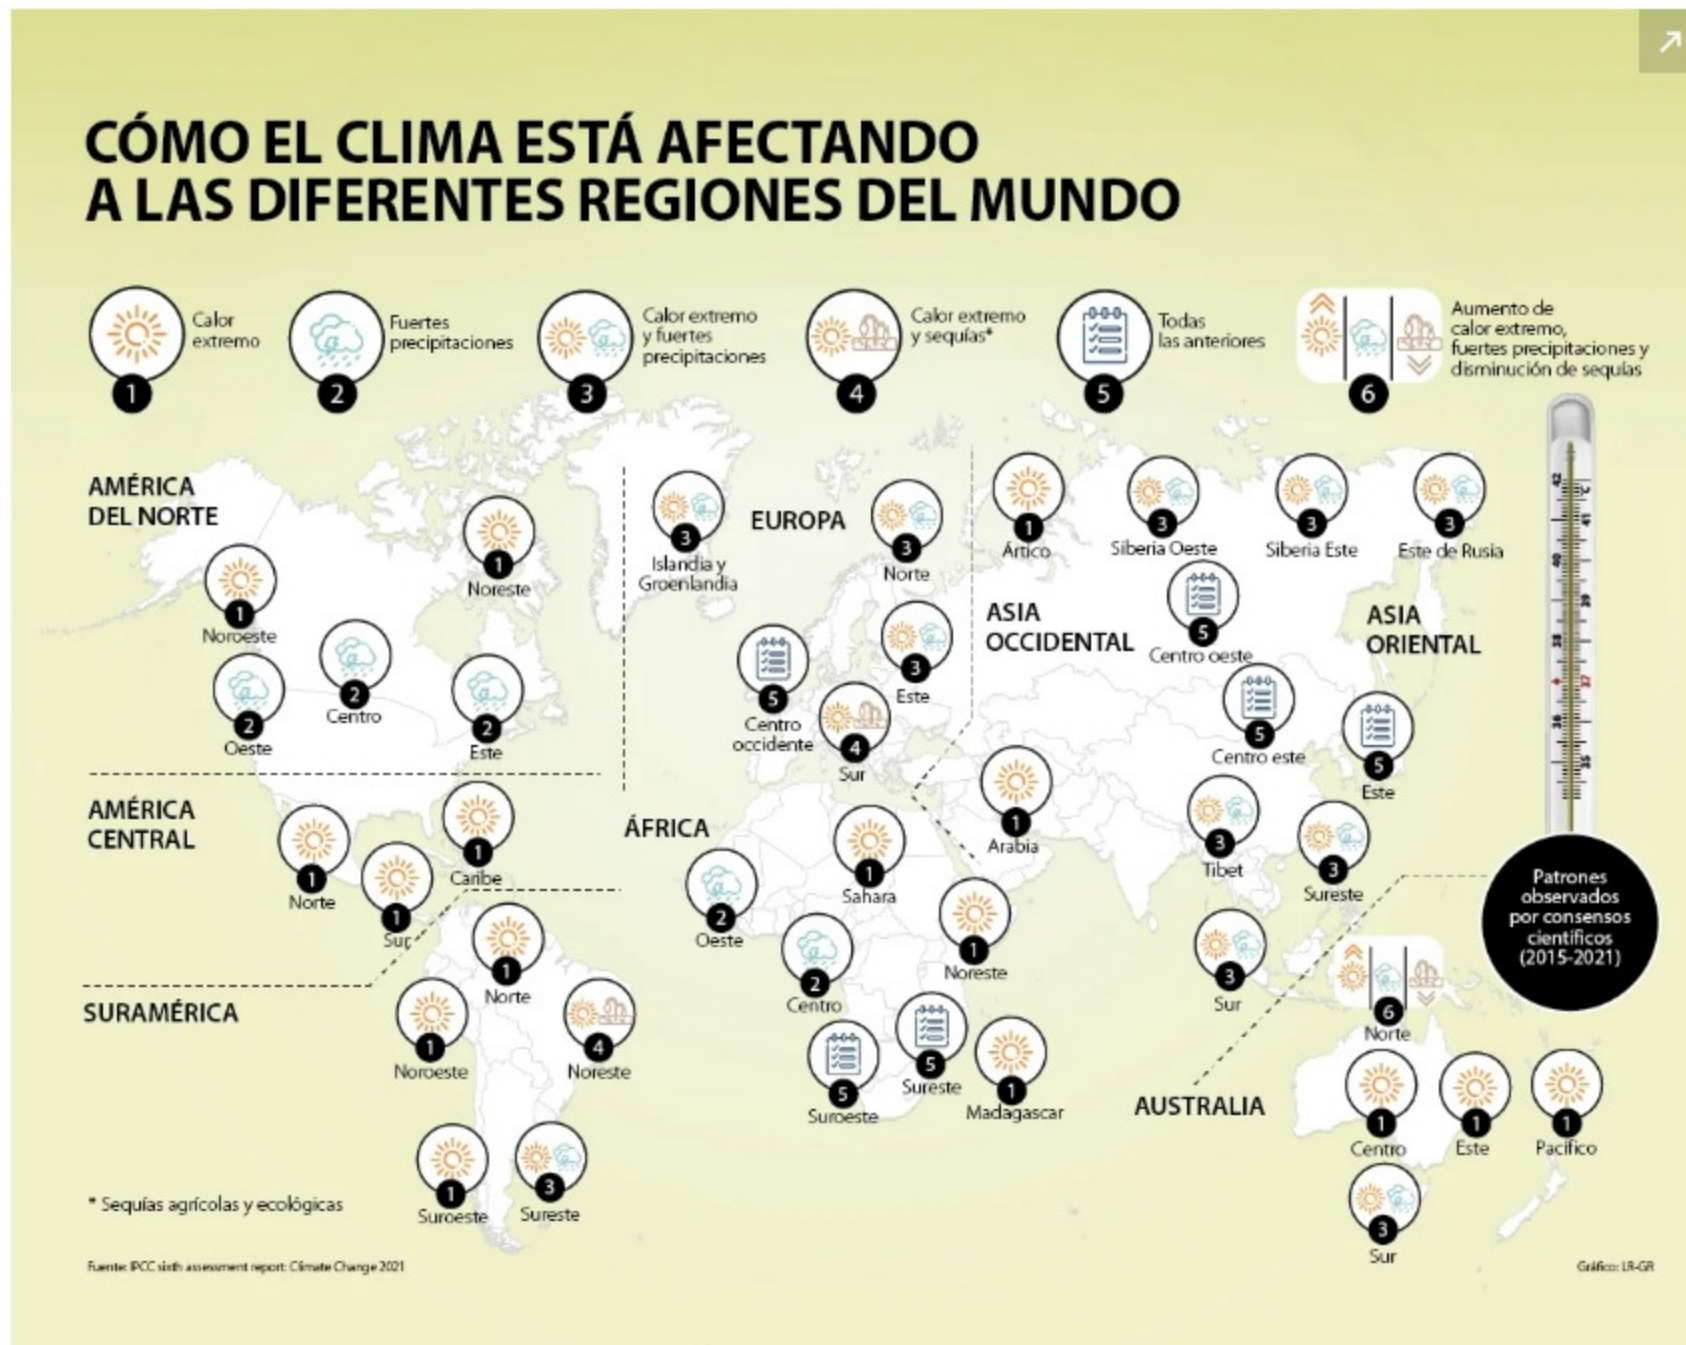 CÓMO EL CLIMA ESTÁ AFECTANDO
A LAS DIFERENTES REGIONES DEL MUNDO
Calor
extremo
1
Fuertes
precipitaciones
2
Calor extremo
y fuertes
precipitaciones
3
Calor extremo
y sequías*
4
Todas
las anteriores
5
Aumento de
calor extremo,
fuertes precipitaciones y
disminución de sequías
6
AMÉRICA
DEL NORTE
1
Noroeste
1
Noreste
2
Oeste
2
Centro
2
Este
AMÉRICA
CENTRAL
1
Norte
1
Sur
1
Caribe
SURAMÉRICA
1
Norte
1
Noroeste
4
Noreste
1
Suroeste
3
Sureste
3
Islandia y
Groenlandia
EUROPA
3
Norte
3
Este
5
Centro
occidente
4
Sur
ÁFRICA
1
Sahara
2
Oeste
2
Centro
1
Noreste
5
Suroeste
5
Sureste
1
Madagascar
ASIA
OCCIDENTAL
1
Ártico
3
Siberia Oeste
3
Siberia Este
3
Este de Rusia
5
Centro oeste
ASIA
ORIENTAL
5
Centro este
5
Este
1
Arabia
3
Tibet
3
Sureste
3
Sur
AUSTRALIA
6
Norte
1
Centro
1
Este
1
Pacífico
3
Sur
42
°C
41
40
39
38
37
36
35
Patrones
observados
por consensos
científicos
(2015-2021)
* Sequías agrícolas y ecológicas
Fuente: IPCC sixth assessment report: Climate Change 2021
Gráfico: LR-GR